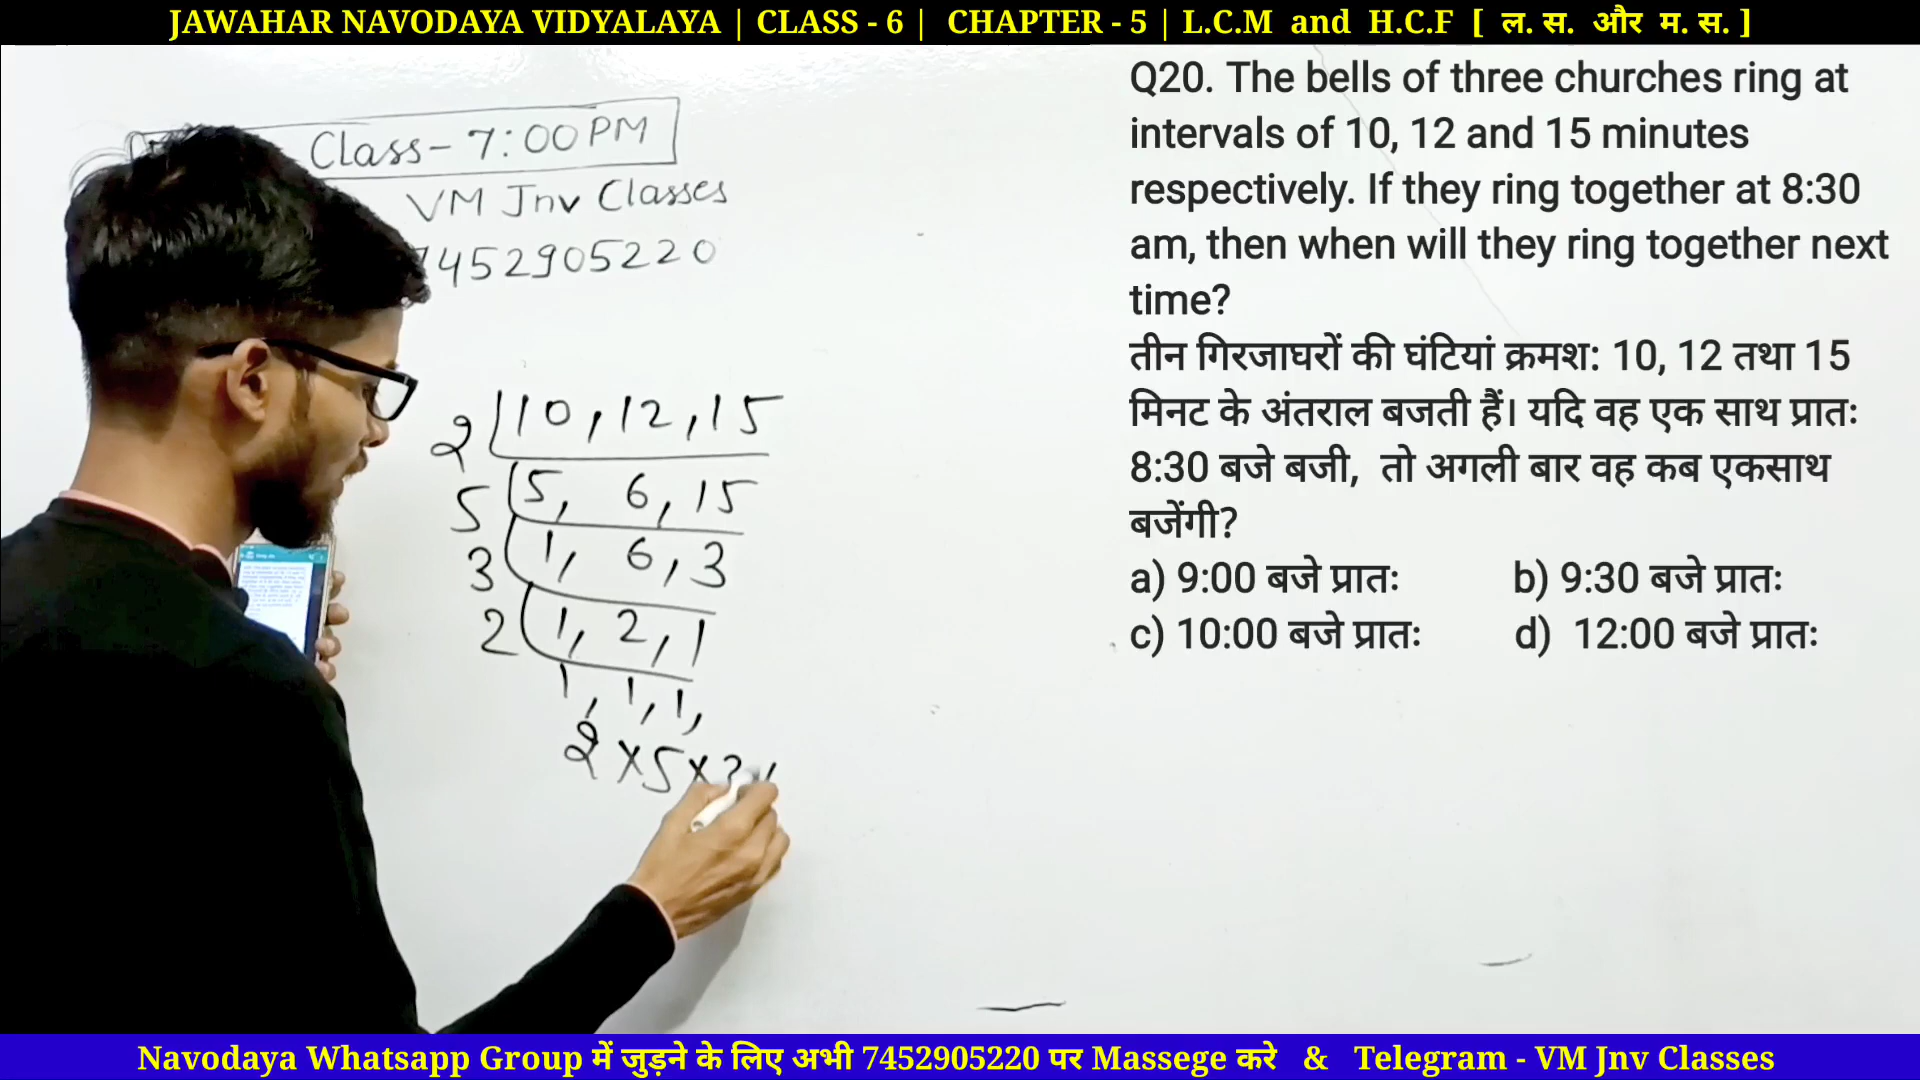 JAWAHAR NAVODAYA VIDYALAYA | CLASS - 6 | CHAPTER - 5 | L.C.M and H.C.F [ ल. स. और म. स. ]
Class- 7:00PM
VM Jnv Classes
7452905220
2 10, 12, 15
5 5, 6, 15
3 1, 6, 3
2 1, 2, 1
1, 1, 1,
2 x 5 x
Q20. The bells of three churches ring at
intervals of 10, 12 and 15 minutes
respectively. If they ring together at 8:30
am, then when will they ring together next
time?
तीन गिरजाघरों की घंटियां क्रमश: 10, 12 तथा 15
मिनट के अंतराल बजती हैं। यदि वह एक साथ प्रातः
8:30 बजे बजी, तो अगली बार वह कब एकसाथ
बजेंगी?
a) 9:00 बजे प्रातः b) 9:30 बजे प्रातः
c) 10:00 बजे प्रातः d) 12:00 बजे प्रातः
Navodaya Whatsapp Group में जुड़ने के लिए अभी 7452905220 पर Massege करे & Telegram - VM Jnv Classes